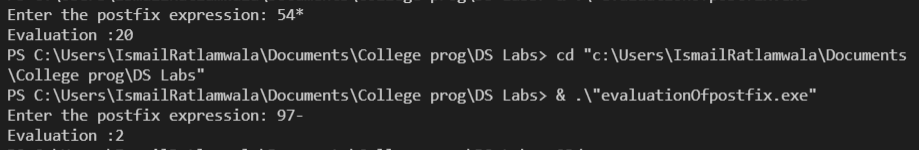 Enter the postfix expression: 54*
Evaluation :20
PS C:\Users\IsmailRatlamwala\Documents\College prog\DS Labs> cd "c:\Users\IsmailRatlamwala\Documents
\College prog\DS Labs"
PS C:\Users\IsmailRatlamwala\Documents\College prog\DS Labs> & .\"evaluationOfpostfix.exe"
Enter the postfix expression: 97-
Evaluation :2